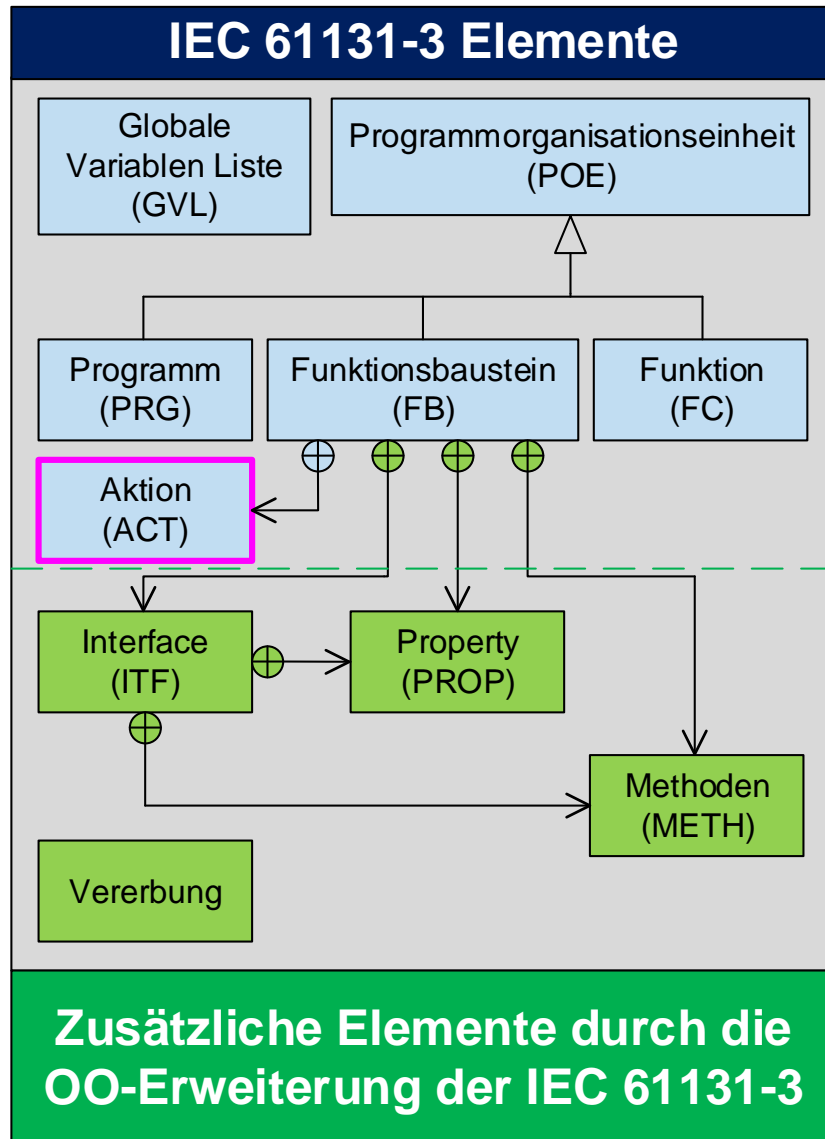 IEC 61131-3 Elemente
Globale
Variablen Liste
(GVL)
Programmorganisationseinheit
(POE)
Programm
(PRG)
Funktionsbaustein
(FB)
Funktion
(FC)
Aktion
(ACT)
Interface
(ITF)
Property
(PROP)
Methoden
(METH)
Vererbung
Zusätzliche Elemente durch die
OO-Erweiterung der IEC 61131-3